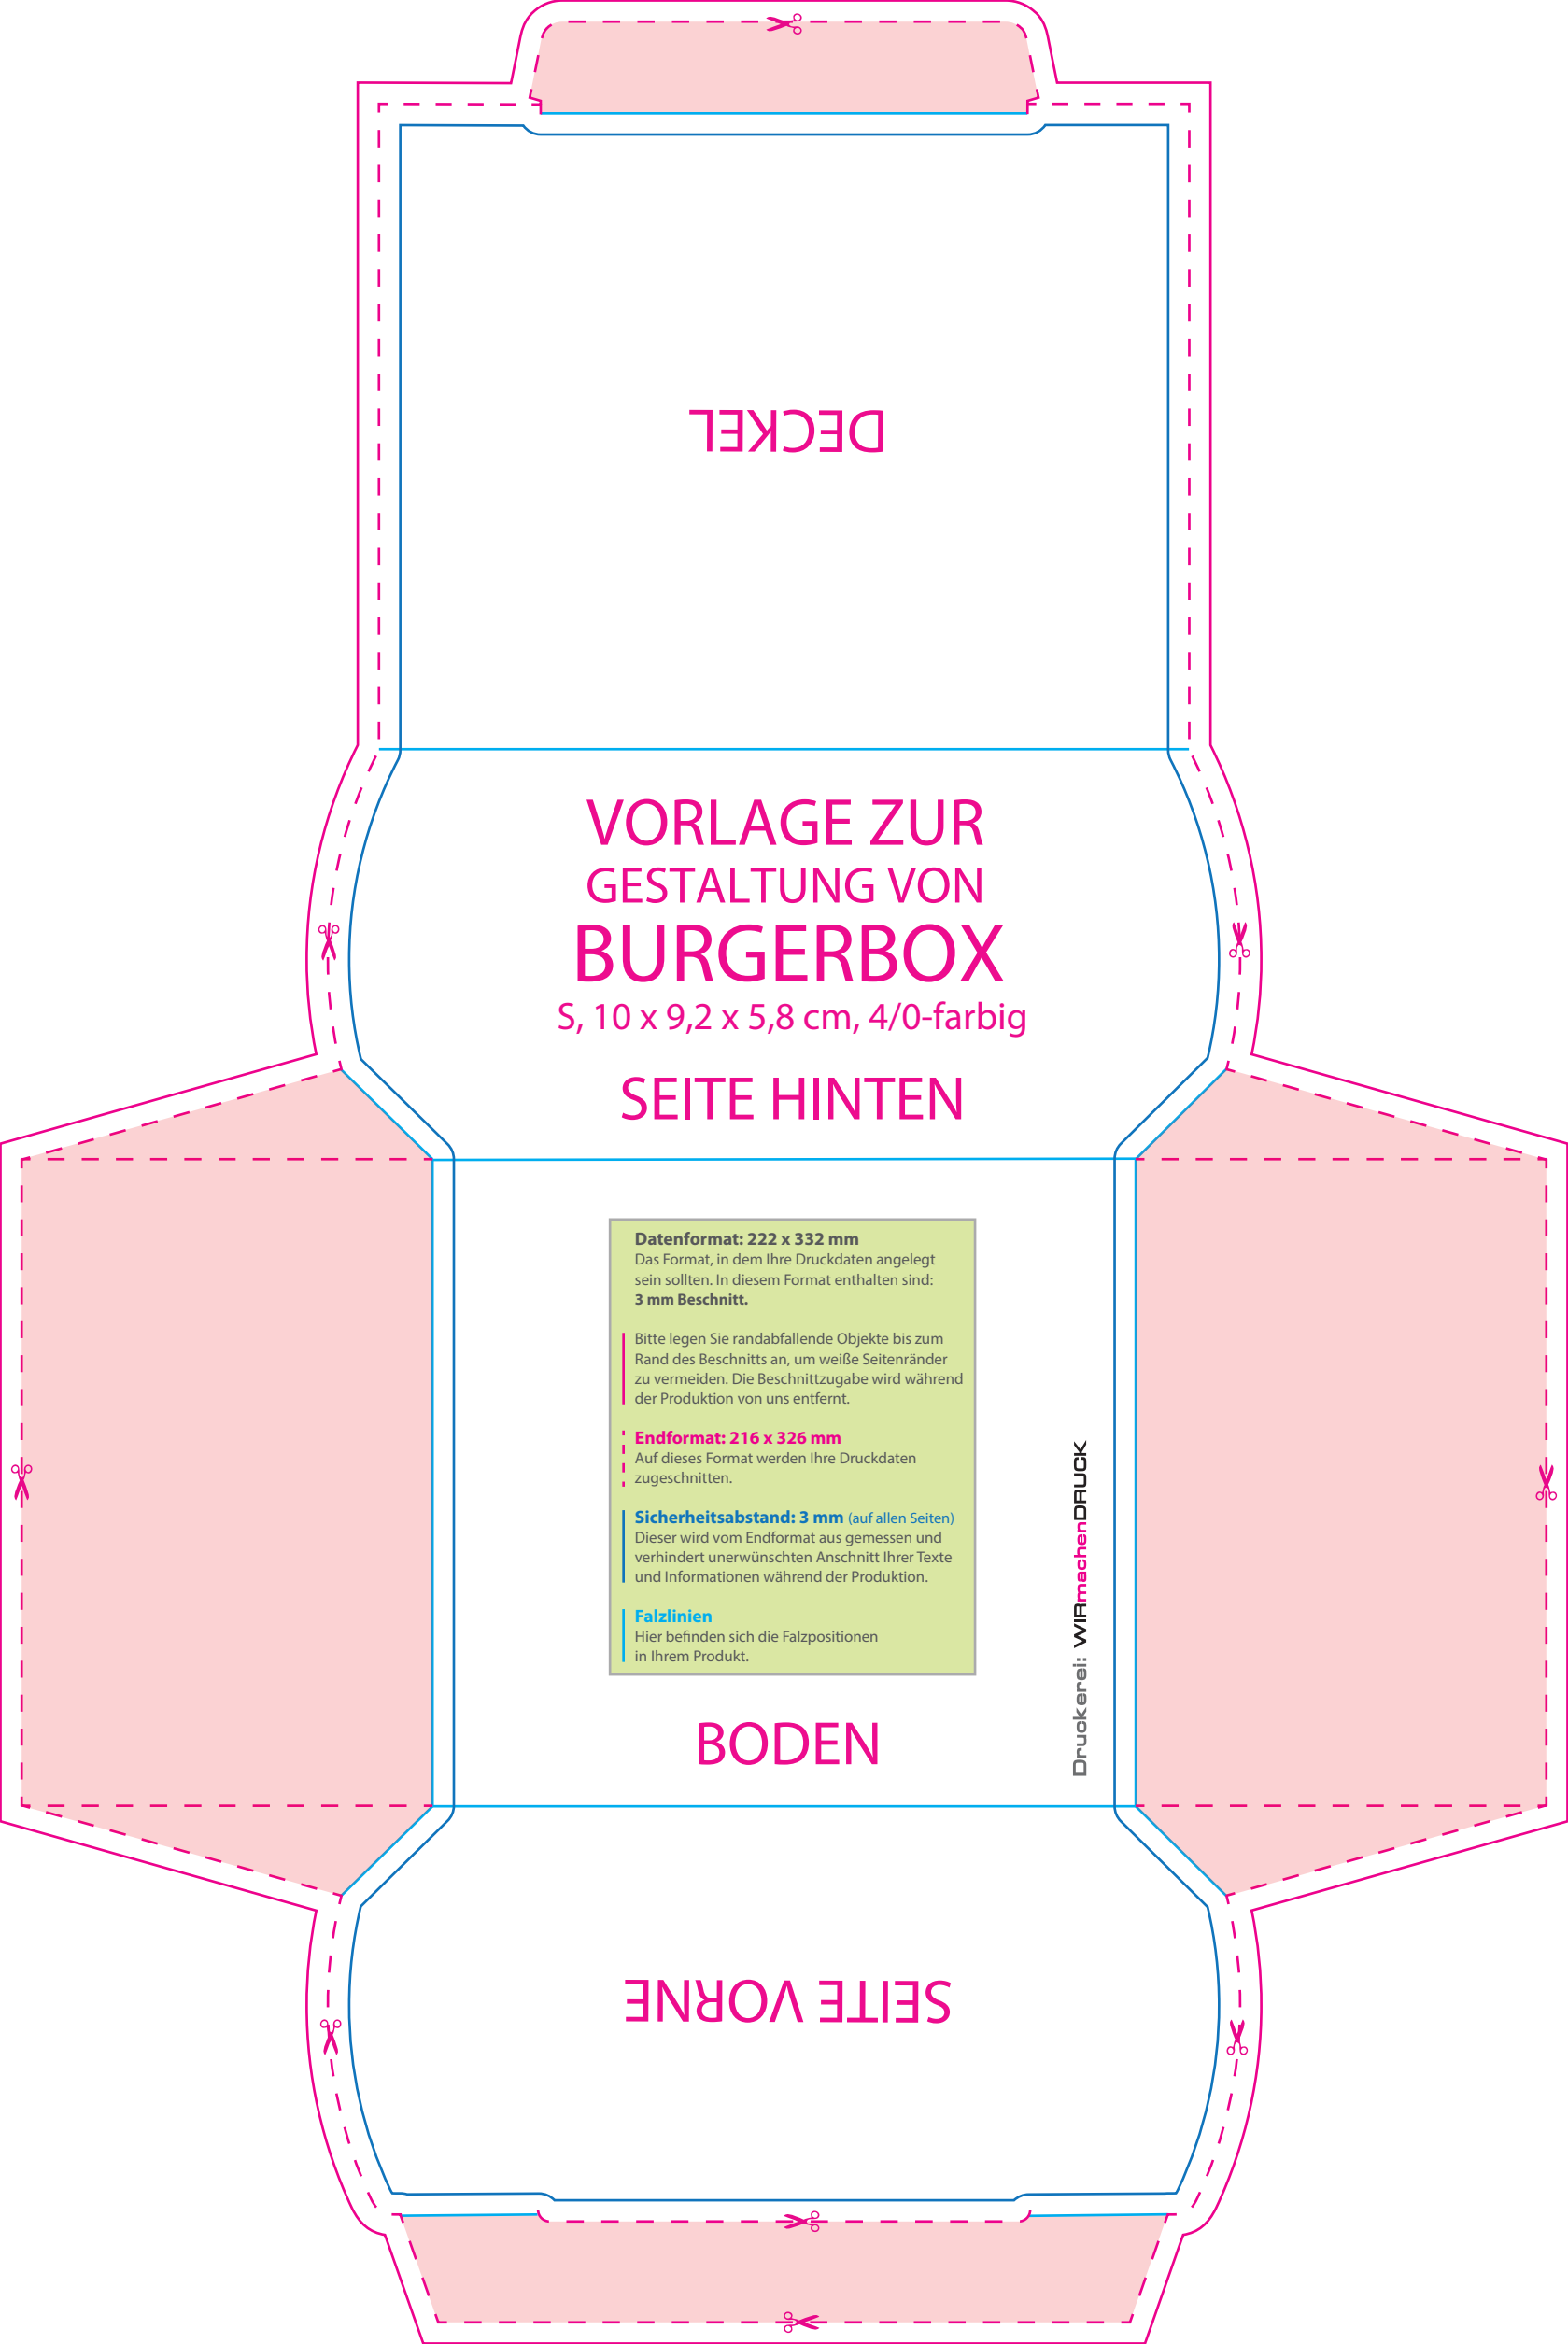 DECKEL
VORLAGE ZUR
GESTALTUNG VON
BURGERBOX
S, 10 x 9,2 x 5,8 cm, 4/0-farbig
SEITE HINTEN
Datenformat: 222 x 332 mm
Das Format, in dem Ihre Druckdaten angelegt
sein sollten. In diesem Format enthalten sind:
3 mm Beschnitt.
Bitte legen Sie randabfallende Objekte bis zum
Rand des Beschnitts an, um weiße Seitenränder
zu vermeiden. Die Beschnittzugabe wird während
der Produktion von uns entfernt.
Endformat: 216 x 326 mm
Auf dieses Format werden Ihre Druckdaten
zugeschnitten.
Sicherheitsabstand: 3 mm (auf allen Seiten)
Dieser wird vom Endformat aus gemessen und
verhindert unerwünschten Anschnitt Ihrer Texte
und Informationen während der Produktion.
Falzlinien
Hier befinden sich die Falzpositionen
in Ihrem Produkt.
Druckerei: WIRmachenDRUCK
BODEN
SEITE VORNE